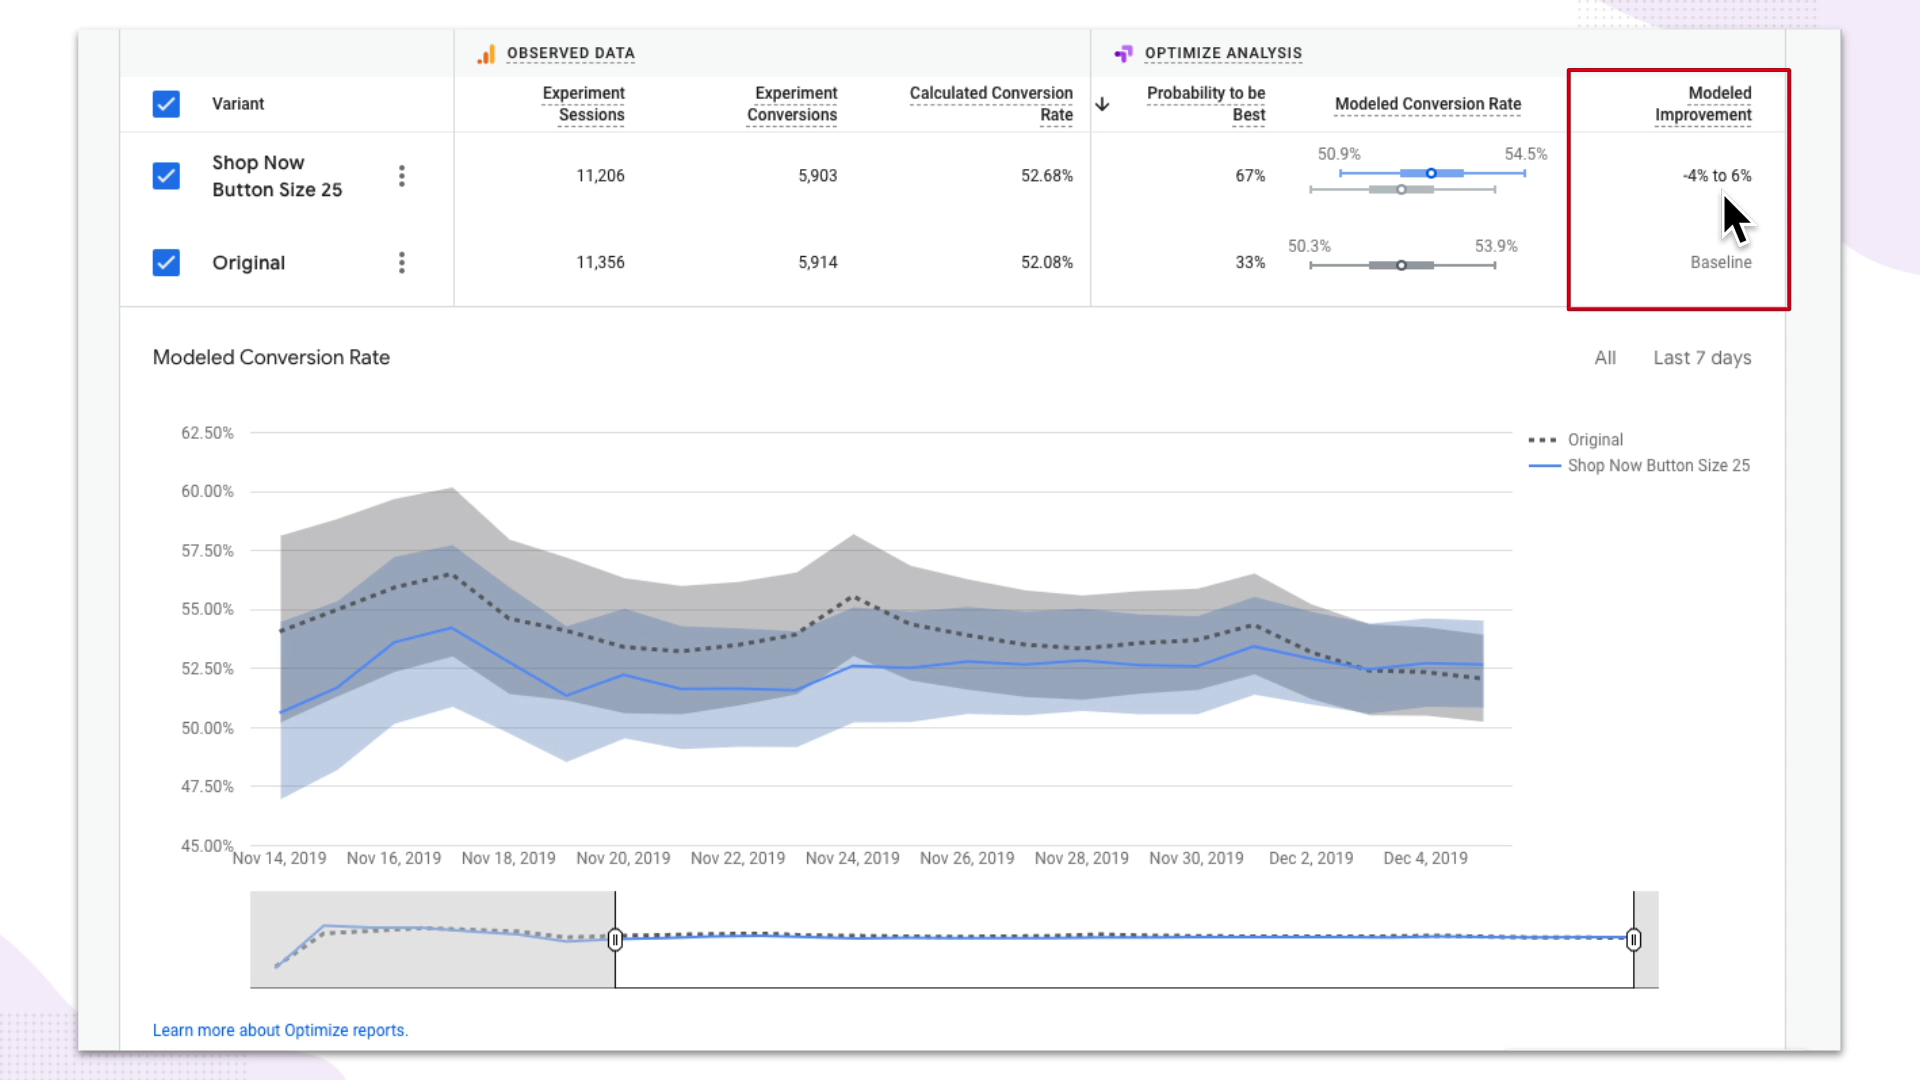 OBSERVED DATA
OPTIMIZE ANALYSIS
Variant
Experiment
Sessions
Experiment
Conversions
Calculated Conversion
Rate
Probability to be
Best
Modeled Conversion Rate
Modeled
Improvement
Shop Now
Button Size 25
11,206
5,903
52.68%
67%
50.9%
54.5%
-4% to 6%
Original
11,356
5,914
52.08%
33%
50.3%
53.9%
Baseline
Modeled Conversion Rate
All
Last 7 days
62.50%
60.00%
57.50%
55.00%
52.50%
50.00%
47.50%
45.00%
Original
Shop Now Button Size 25
Nov 14, 2019
Nov 16, 2019
Nov 18, 2019
Nov 20, 2019
Nov 22, 2019
Nov 24, 2019
Nov 26, 2019
Nov 28, 2019
Nov 30, 2019
Dec 2, 2019
Dec 4, 2019
Learn more about Optimize reports.